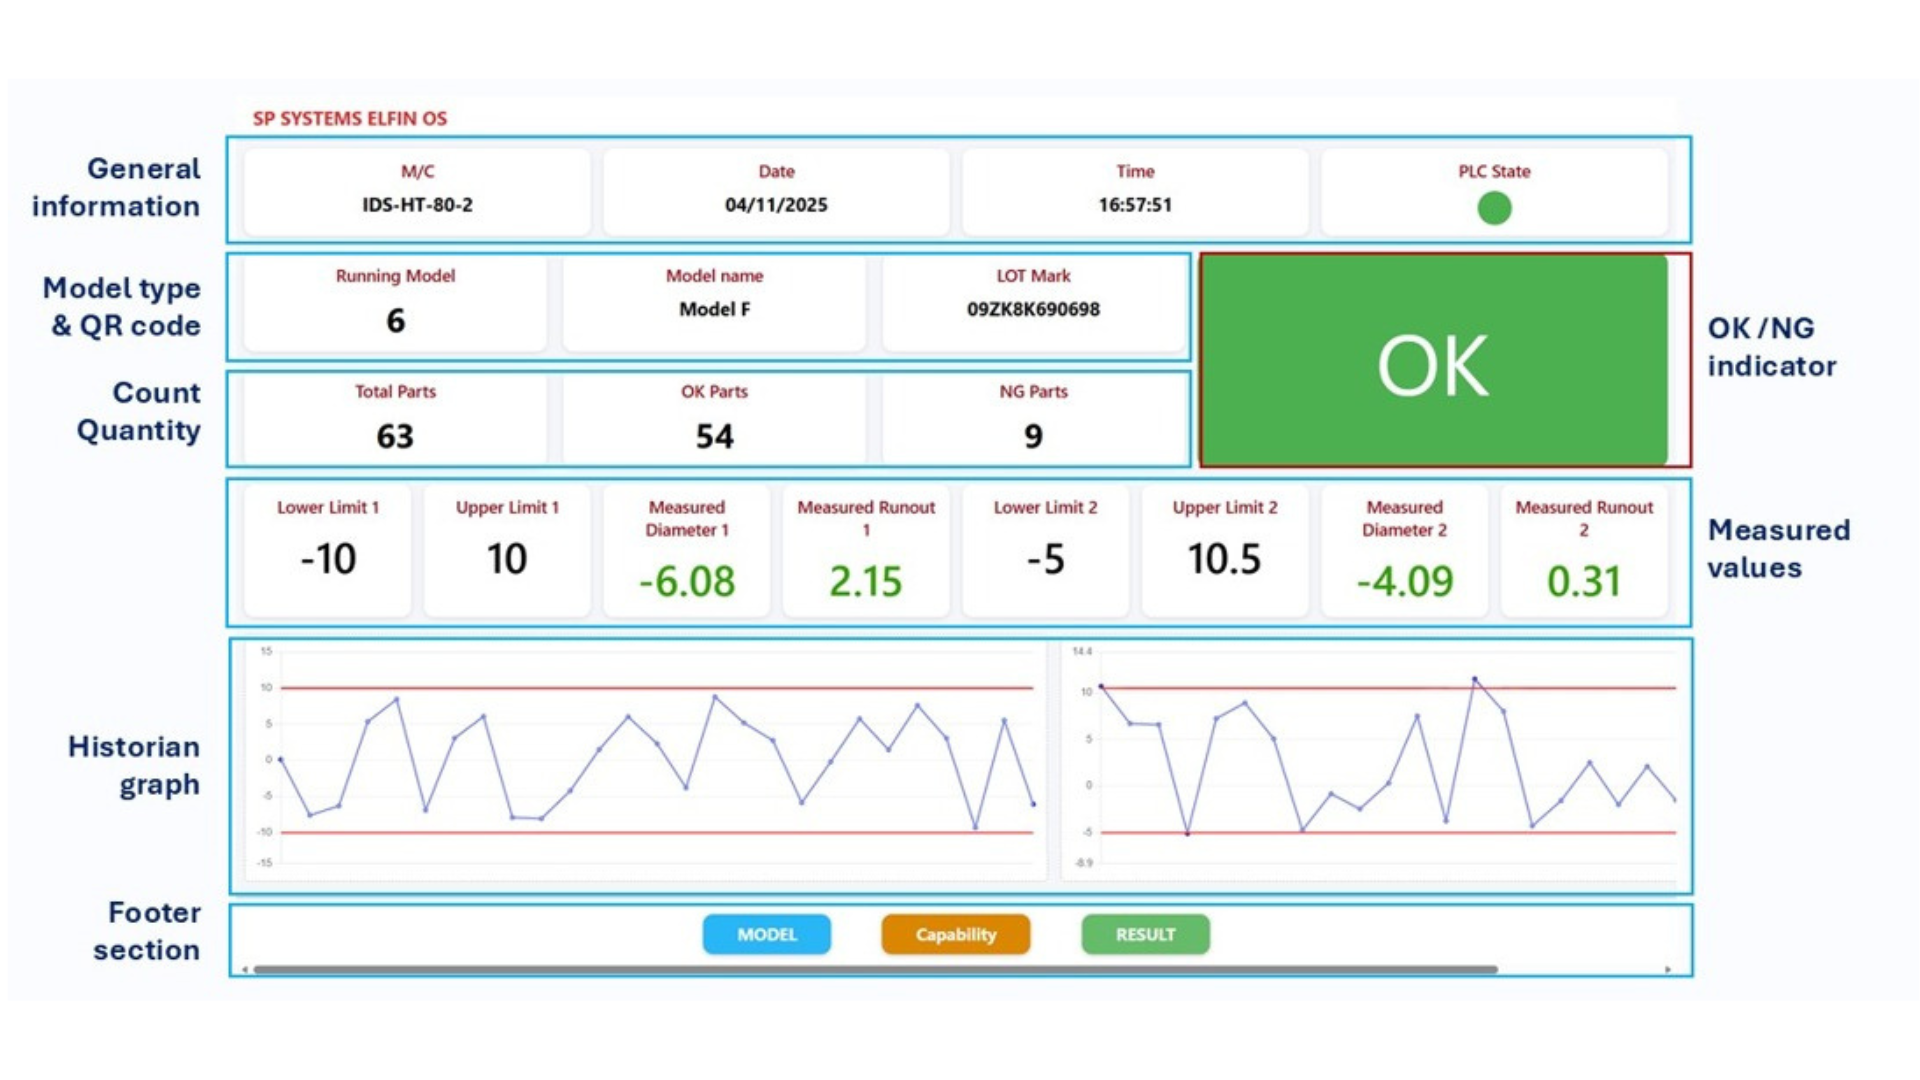 SP SYSTEMS ELFIN OS
General
information
M/C
IDS-HT-80-2
Date
04/11/2025
Time
16:57:51
PLC State
Model type
& QR code
Running Model
6
Model name
Model F
LOT Mark
09ZK8K690698
OK
OK /NG
indicator
Count
Quantity
Total Parts
63
OK Parts
54
NG Parts
9
Lower Limit 1
-10
Upper Limit 1
10
Measured
Diameter 1
-6.08
Measured Runout
1
2.15
Lower Limit 2
-5
Upper Limit 2
10.5
Measured
Diameter 2
-4.09
Measured Runout
2
0.31
Measured
values
Historian
graph
15
10
5
0
-5
-10
-15
14.4
10
5
0
-5
-8.9
Footer
section
MODEL
Capability
RESULT